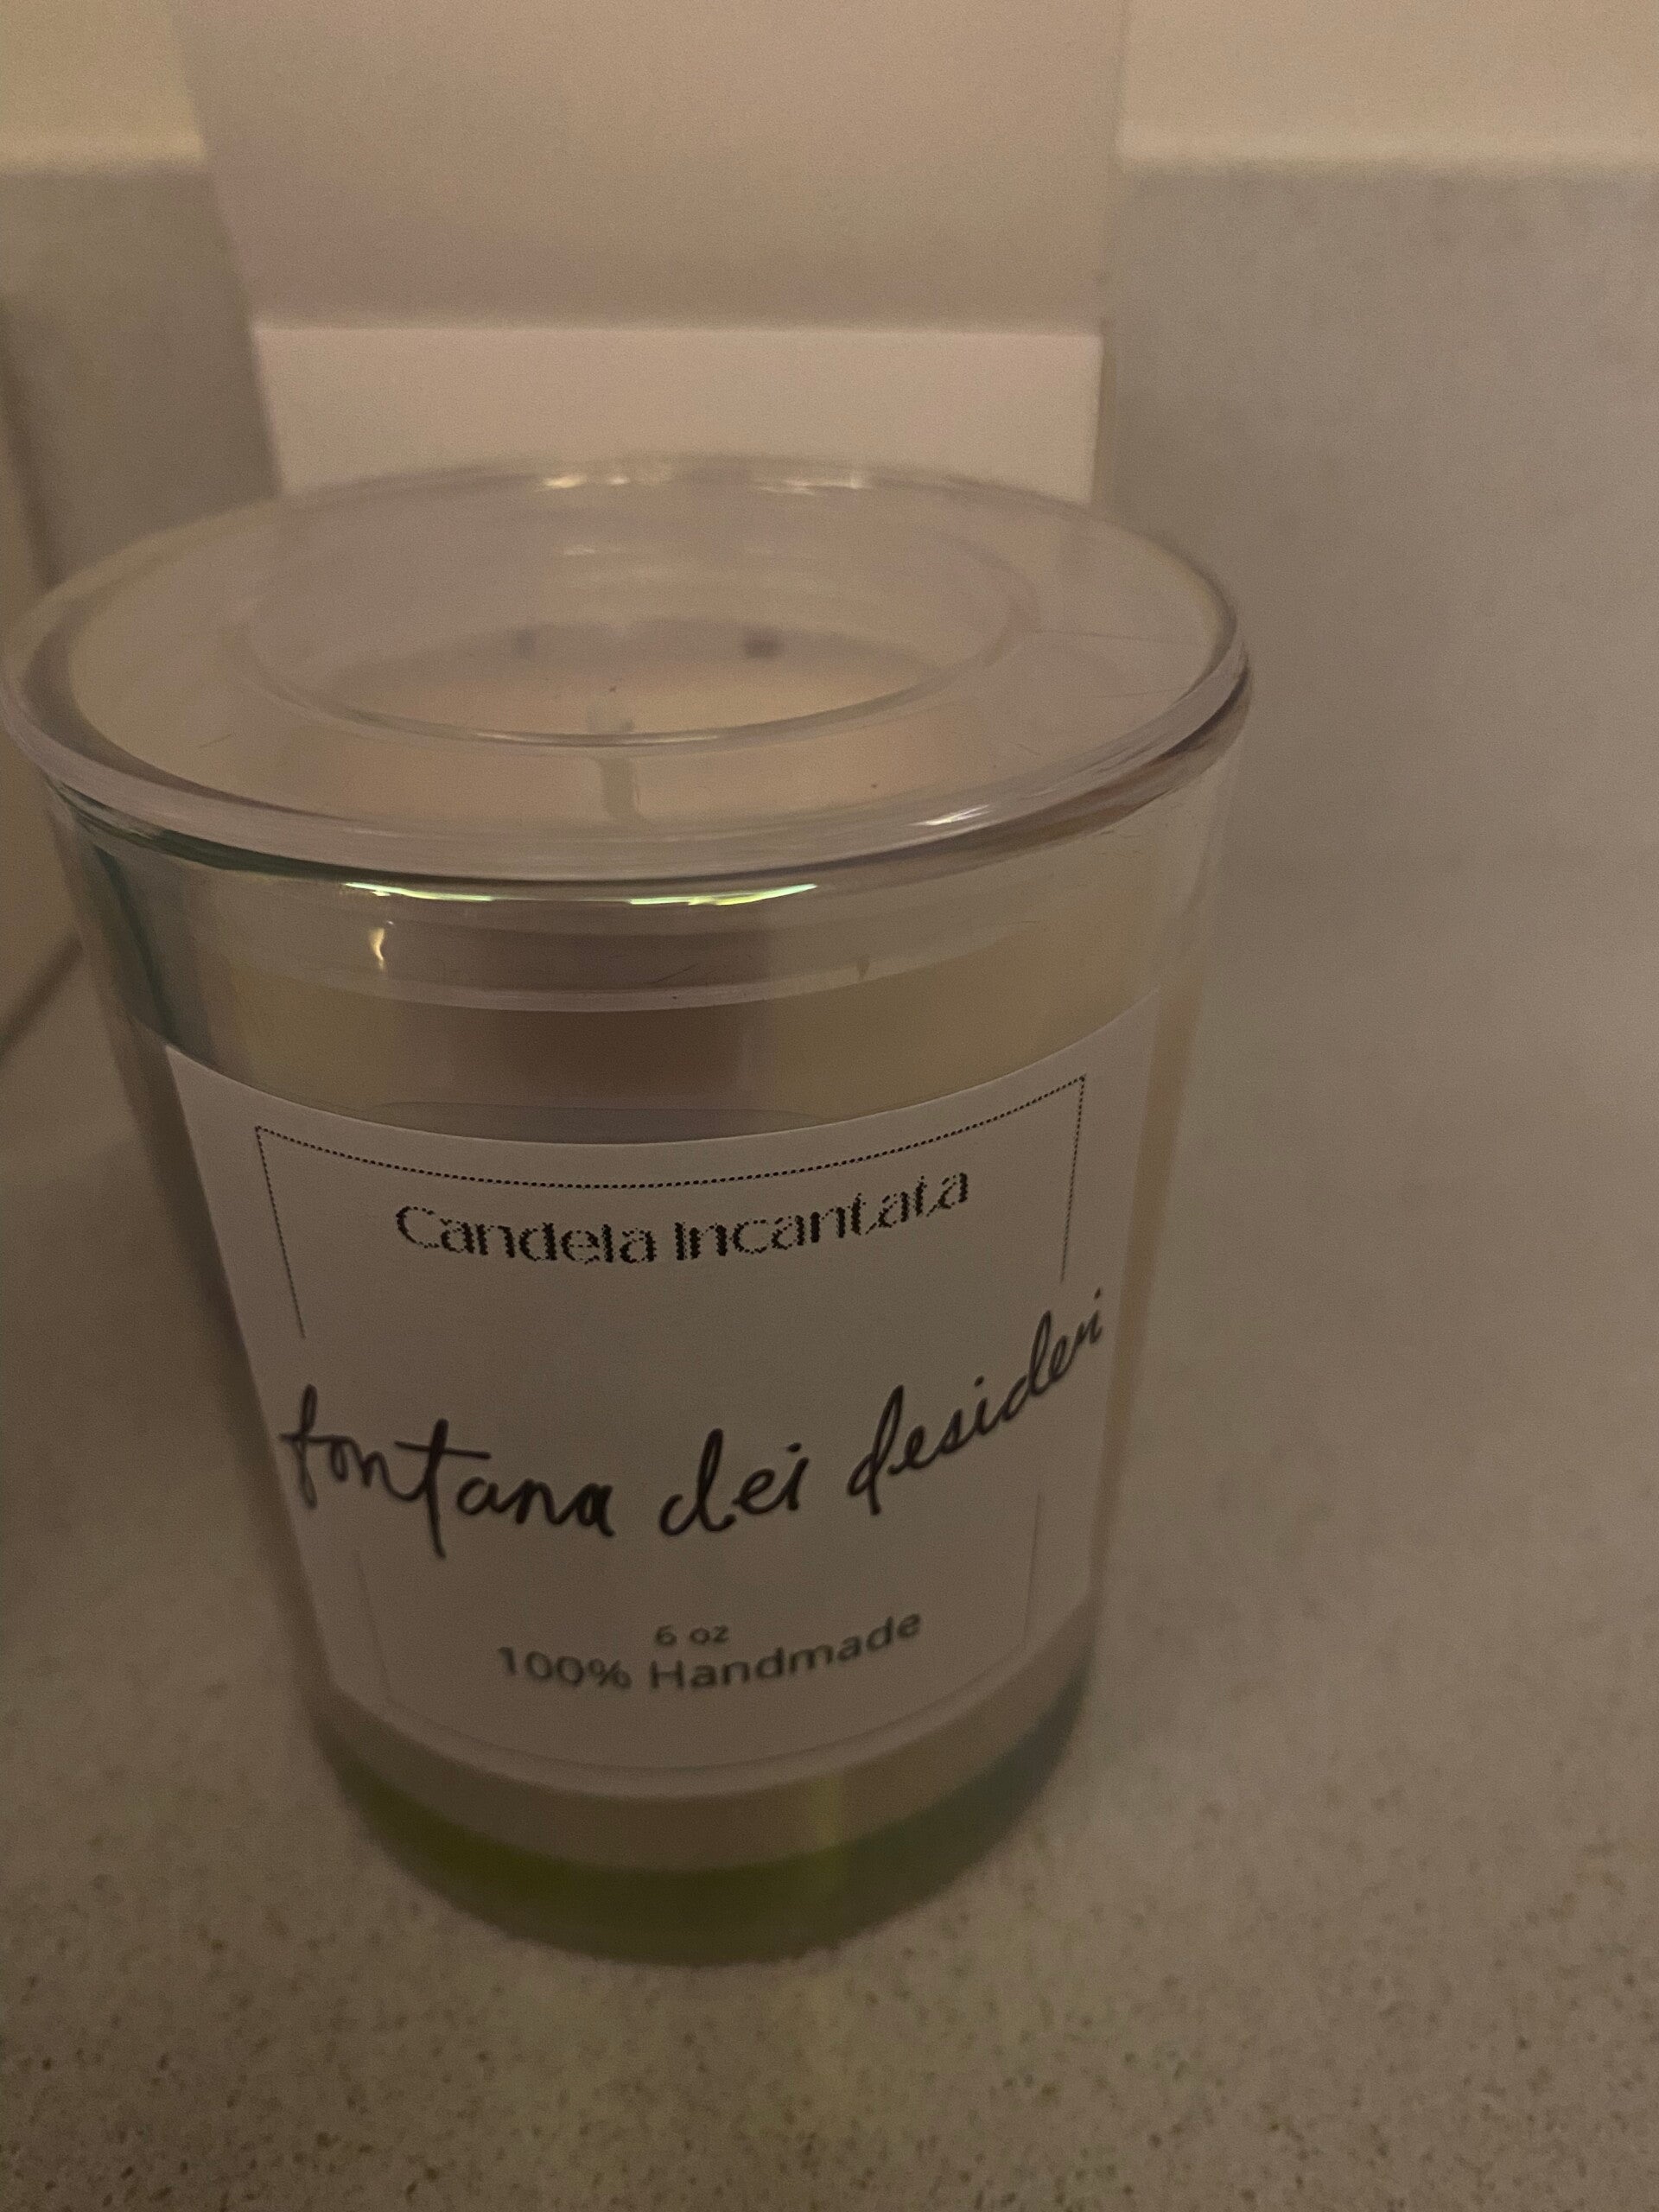 Candela Incantata
fontana dei desideri
6 oz
100% Handmade